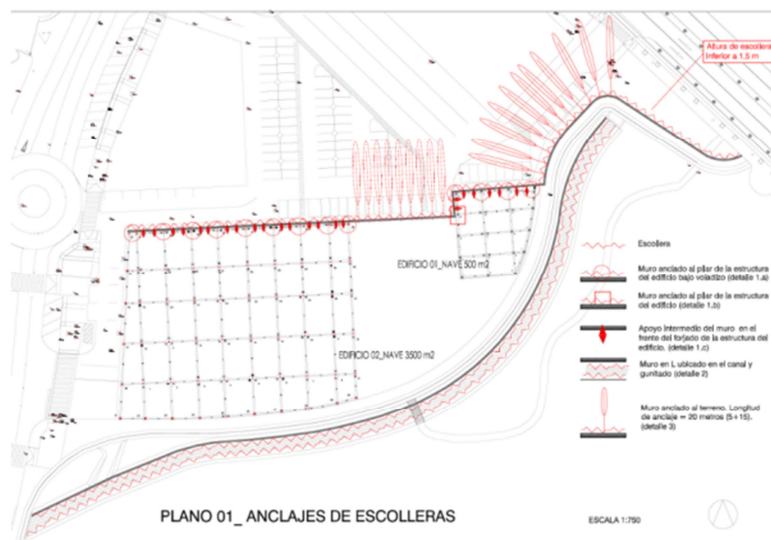 Altura de escollera
Inferior a 1,5 m
EDIFICIO 01_NAVE 500 m2
EDIFICIO 02_NAVE 3500 m2
Escollera
Muro anclado al pilar de la estructura
del edificio bajo voladizo (detalle 1.a)
Muro anclado al pilar de la estructura
del edificio (detalle 1.b)
Apoyo Intermedio del muro en el
frente del forjado de la estructura del
edificio. (detalle 1.c)
Muro en L ubicado en el canal y
gunitado (detalle 2)
Muro anclado al terreno. Longitud
de anclaje = 20 metros (5+15).
(detalle 3)
PLANO 01_ ANCLAJES DE ESCOLLERAS
ESCALA 1:750